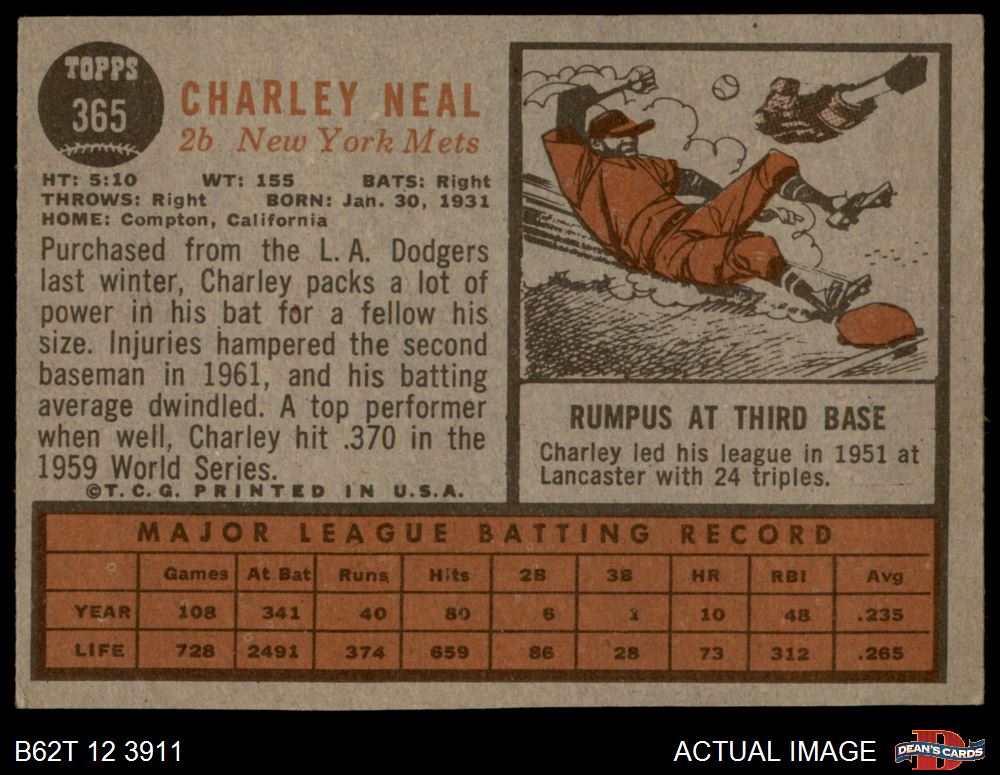 TOPPS
365
CHARLEY NEAL
2b New York Mets
HT: 5:10 WT: 155 BATS: Right
THROWS: Right BORN: Jan. 30, 1931
HOME: Compton, California
Purchased from the L.A. Dodgers
last winter, Charley packs a lot of
power in his bat for a fellow his
size. Injuries hampered the second
baseman in 1961, and his batting
average dwindled. A top performer
when well, Charley hit .370 in the
1959 World Series.
©T.C.G. PRINTED IN U.S.A.
RUMPUS AT THIRD BASE
Charley led his league in 1951 at
Lancaster with 24 triples.
MAJOR LEAGUE BATTING RECORD
Games At Bat Runs Hits 2B 3B HR RBI Avg
YEAR 108 341 40 80 6 1 10 48 .235
LIFE 728 2491 374 659 86 28 73 312 .265
B62T 12 3911
ACTUAL IMAGE
D
DEAN'S CARDS